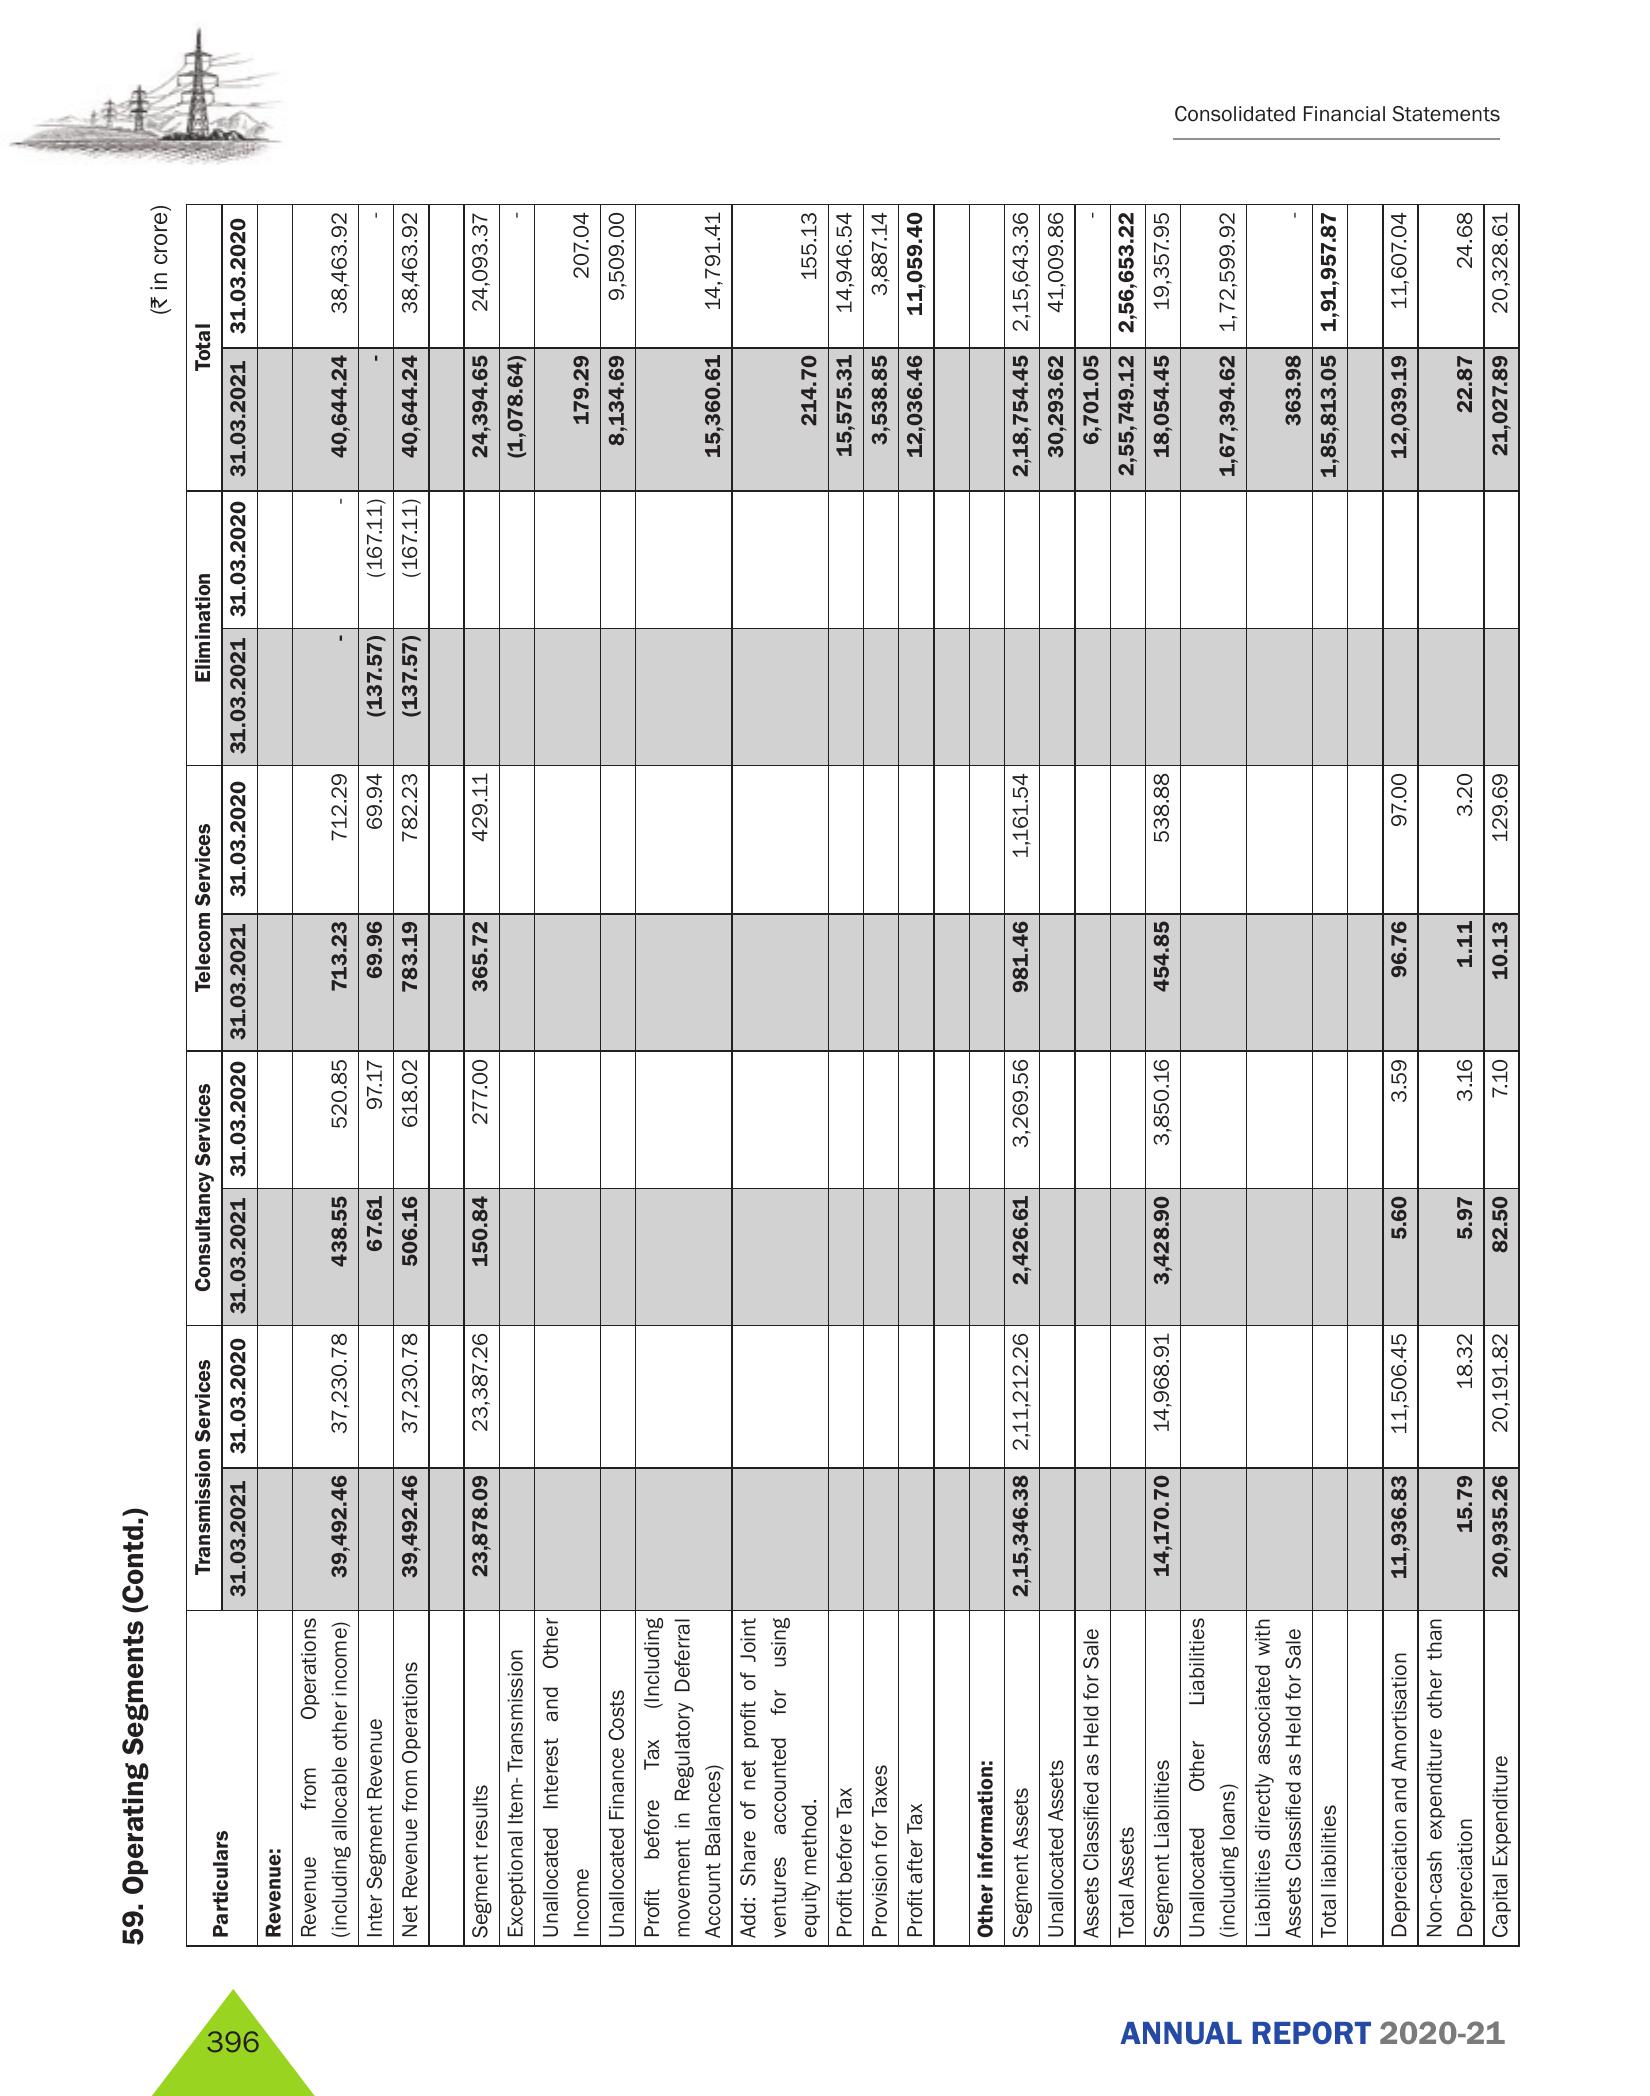 Consolidated Financial Statements
59. Operating Segments (Contd.)
(₹ in crore)
Particulars Transmission Services Consultancy Services Telecom Services Elimination Total
31.03.2021 31.03.2020 31.03.2021 31.03.2020 31.03.2021 31.03.2020 31.03.2021 31.03.2020 31.03.2021 31.03.2020
Revenue:
Revenue from Operations
(including allocable other income) 39,492.46 37,230.78 438.55 520.85 713.23 712.29 - - 40,644.24 38,463.92
Inter Segment Revenue 67.61 97.17 69.96 69.94 (137.57) (167.11) - -
Net Revenue from Operations 39,492.46 37,230.78 506.16 618.02 783.19 782.23 (137.57) (167.11) 40,644.24 38,463.92
Segment results 23,878.09 23,387.26 150.84 277.00 365.72 429.11 24,394.65 24,093.37
Exceptional Item- Transmission (1,078.64) -
Unallocated Interest and Other
Income 179.29 207.04
Unallocated Finance Costs 8,134.69 9,509.00
Profit before Tax (Including
movement in Regulatory Deferral
Account Balances) 15,360.61 14,791.41
Add: Share of net profit of Joint
ventures accounted for using
equity method. 214.70 155.13
Profit before Tax 15,575.31 14,946.54
Provision for Taxes 3,538.85 3,887.14
Profit after Tax 12,036.46 11,059.40
Other information:
Segment Assets 2,15,346.38 2,11,212.26 2,426.61 3,269.56 981.46 1,161.54 2,18,754.45 2,15,643.36
Unallocated Assets 30,293.62 41,009.86
Assets Classified as Held for Sale 6,701.05 -
Total Assets 2,55,749.12 2,56,653.22
Segment Liabilities 14,170.70 14,968.91 3,428.90 3,850.16 454.85 538.88 18,054.45 19,357.95
Unallocated Other Liabilities
(including loans) 1,67,394.62 1,72,599.92
Liabilities directly associated with
Assets Classified as Held for Sale 363.98 -
Total liabilities 1,85,813.05 1,91,957.87
Depreciation and Amortisation 11,936.83 11,506.45 5.60 3.59 96.76 97.00 12,039.19 11,607.04
Non-cash expenditure other than
Depreciation 15.79 18.32 5.97 3.16 1.11 3.20 22.87 24.68
Capital Expenditure 20,935.26 20,191.82 82.50 7.10 10.13 129.69 21,027.89 20,328.61
396
ANNUAL REPORT 2020-21